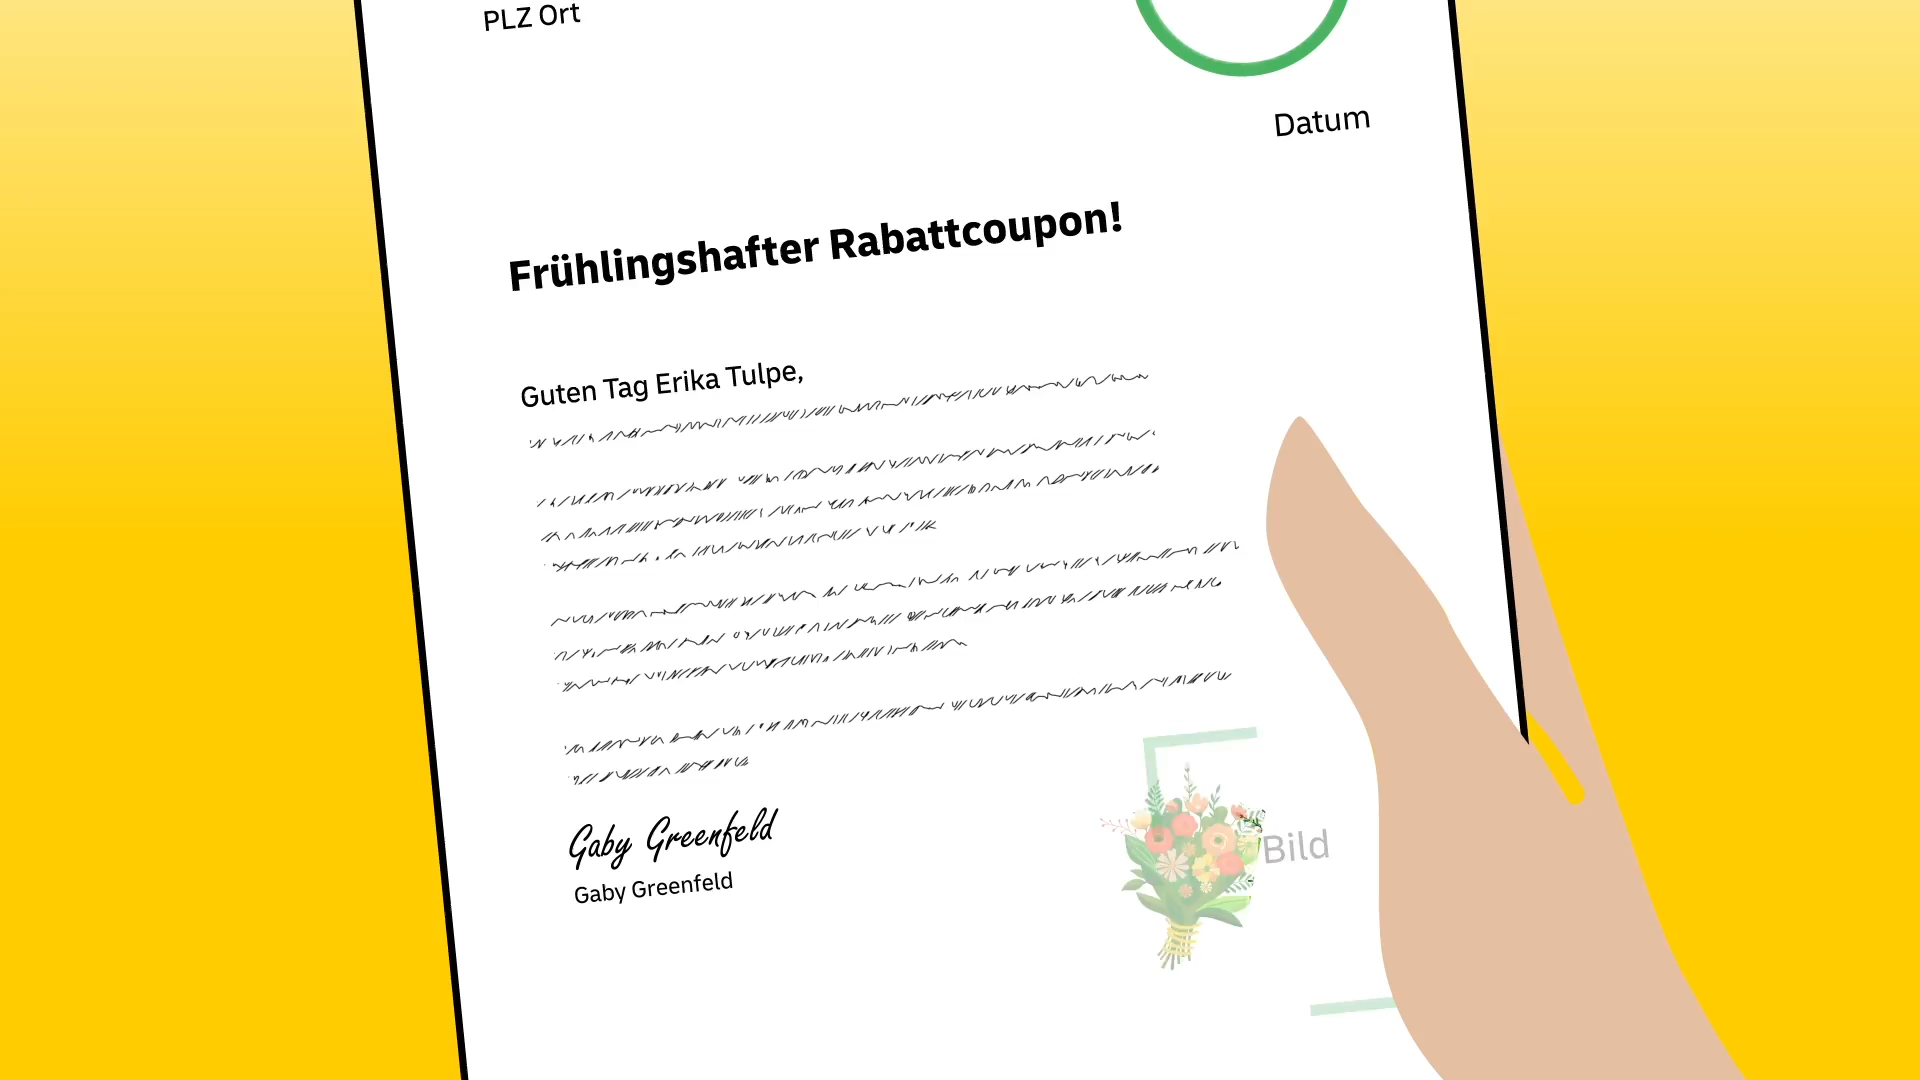 PLZ Ort
Datum
Frühlingshafter Rabattcoupon!
Guten Tag Erika Tulpe,
Gaby Greenfeld
Gaby Greenfeld
Bild